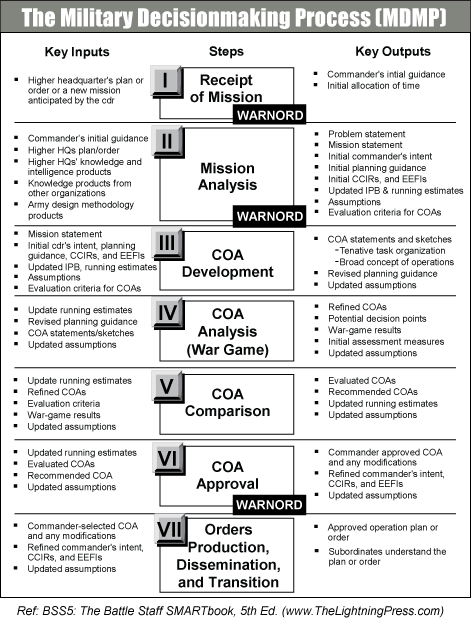 The Military Decisionmaking Process (MDMP)
Key Inputs
Steps
Key Outputs
▪ Higher headquarter's plan or
order or a new mission
anticipated by the cdr
I
Receipt
of Mission
WARNORD
▪ Commander's intial guidance
▪ Initial allocation of time
▪ Commander's initial guidance
▪ Higher HQs plan/order
▪ Higher HQs' knowledge and
intelligence products
▪ Knowledge products from
other organizations
▪ Army design methodology
products
II
Mission
Analysis
WARNORD
▪ Problem statement
▪ Mission statement
▪ Initial commander's intent
▪ Initial planning guidance
▪ Initial CCIRs, and EEFIs
▪ Updated IPB & running estimates
▪ Assumptions
▪ Evaluation criteria for COAs
▪ Mission statement
▪ Initial cdr's intent, planning
guidance, CCIRs, and EEFIs
▪ Updated IPB, running estimates
▪ Assumptions
▪ Evaluation criteria for COAs
III
COA
Development
▪ COA statements and sketches
-Tenative task organization
-Broad concept of operations
▪ Revised planning guidance
▪ Updated assumptions
▪ Update running estimates
▪ Revised planning guidance
▪ COA statements/sketches
▪ Updated assumptions
IV
COA
Analysis
(War Game)
▪ Refined COAs
▪ Potential decision points
▪ War-game results
▪ Initial assessment measures
▪ Updated assumptions
▪ Update running estimates
▪ Refined COAs
▪ Evaluation criteria
▪ War-game results
▪ Updated assumptions
V
COA
Comparison
▪ Evaluated COAs
▪ Recommended COAs
▪ Updated running estimates
▪ Updated assumptions
▪ Updated running estimates
▪ Evaluated COAs
▪ Recommended COA
▪ Updated assumptions
VI
COA
Approval
WARNORD
▪ Commander approved COA
and any modifications
▪ Refined commander's intent,
CCIRs, and EEFIs
▪ Updated assumptions
▪ Commander-selected COA
and any modifications
▪ Refined commander's intent,
CCIRs, and EEFIs
▪ Updated assumptions
VII
Orders
Production,
Dissemination,
and Transition
▪ Approved operation plan or
order
▪ Subordinates understand the
plan or order
Ref: BSS5: The Battle Staff SMARTbook, 5th Ed. (www.TheLightningPress.com)